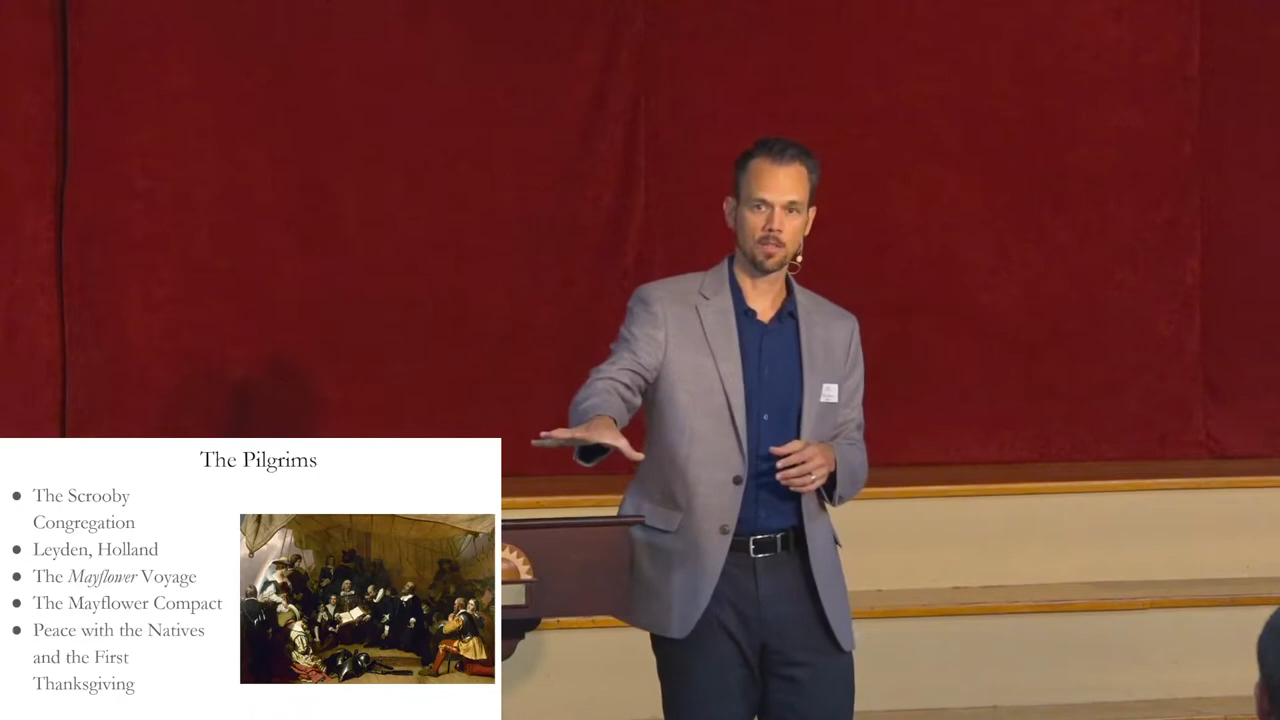 The Pilgrims
● The Scrooby
Congregation
● Leyden, Holland
● The Mayflower Voyage
● The Mayflower Compact
● Peace with the Natives
and the First
Thanksgiving